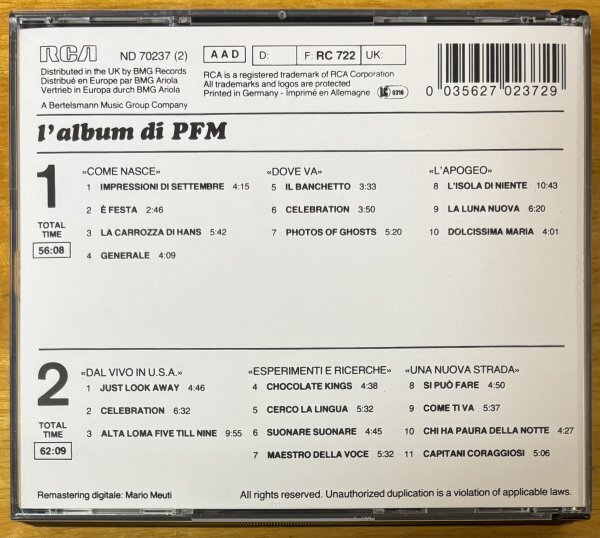 RCA ND 70237 (2) AAD D: F: RC 722 UK:
Distributed in the UK by BMG Records
Distribué en Europe par BMG Ariola
Vertrieb in Europa durch BMG Ariola
A Bertelsmann Music Group Company
RCA is a registered trademark of RCA Corporation
All trademarks and logos are protected
Printed in Germany - Imprimé en Allemagne 0316
0 035627 023729
l'album di PFM
1
TOTAL
TIME
56:08
«COME NASCE»
1 IMPRESSIONI DI SETTEMBRE 4:15
2 È FESTA 2:46
3 LA CARROZZA DI HANS 5:42
4 GENERALE 4:09
«DOVE VA»
5 IL BANCHETTO 3:33
6 CELEBRATION 3:50
7 PHOTOS OF GHOSTS 5:20
«L'APOGEO»
8 L'ISOLA DI NIENTE 10:43
9 LA LUNA NUOVA 6:20
10 DOLCISSIMA MARIA 4:01
2
TOTAL
TIME
62:09
«DAL VIVO IN U.S.A.»
1 JUST LOOK AWAY 4:46
2 CELEBRATION 6:32
3 ALTA LOMA FIVE TILL NINE 9:55
«ESPERIMENTI E RICERCHE»
4 CHOCOLATE KINGS 4:38
5 CERCO LA LINGUA 5:32
6 SUONARE SUONARE 4:45
7 MAESTRO DELLA VOCE 5:32
«UNA NUOVA STRADA»
8 SI PUÒ FARE 4:50
9 COME TI VA 5:37
10 CHI HA PAURA DELLA NOTTE 4:27
11 CAPITANI CORAGGIOSI 5:06
Remastering digitale: Mario Meuti
All rights reserved. Unauthorized duplication is a violation of applicable laws.